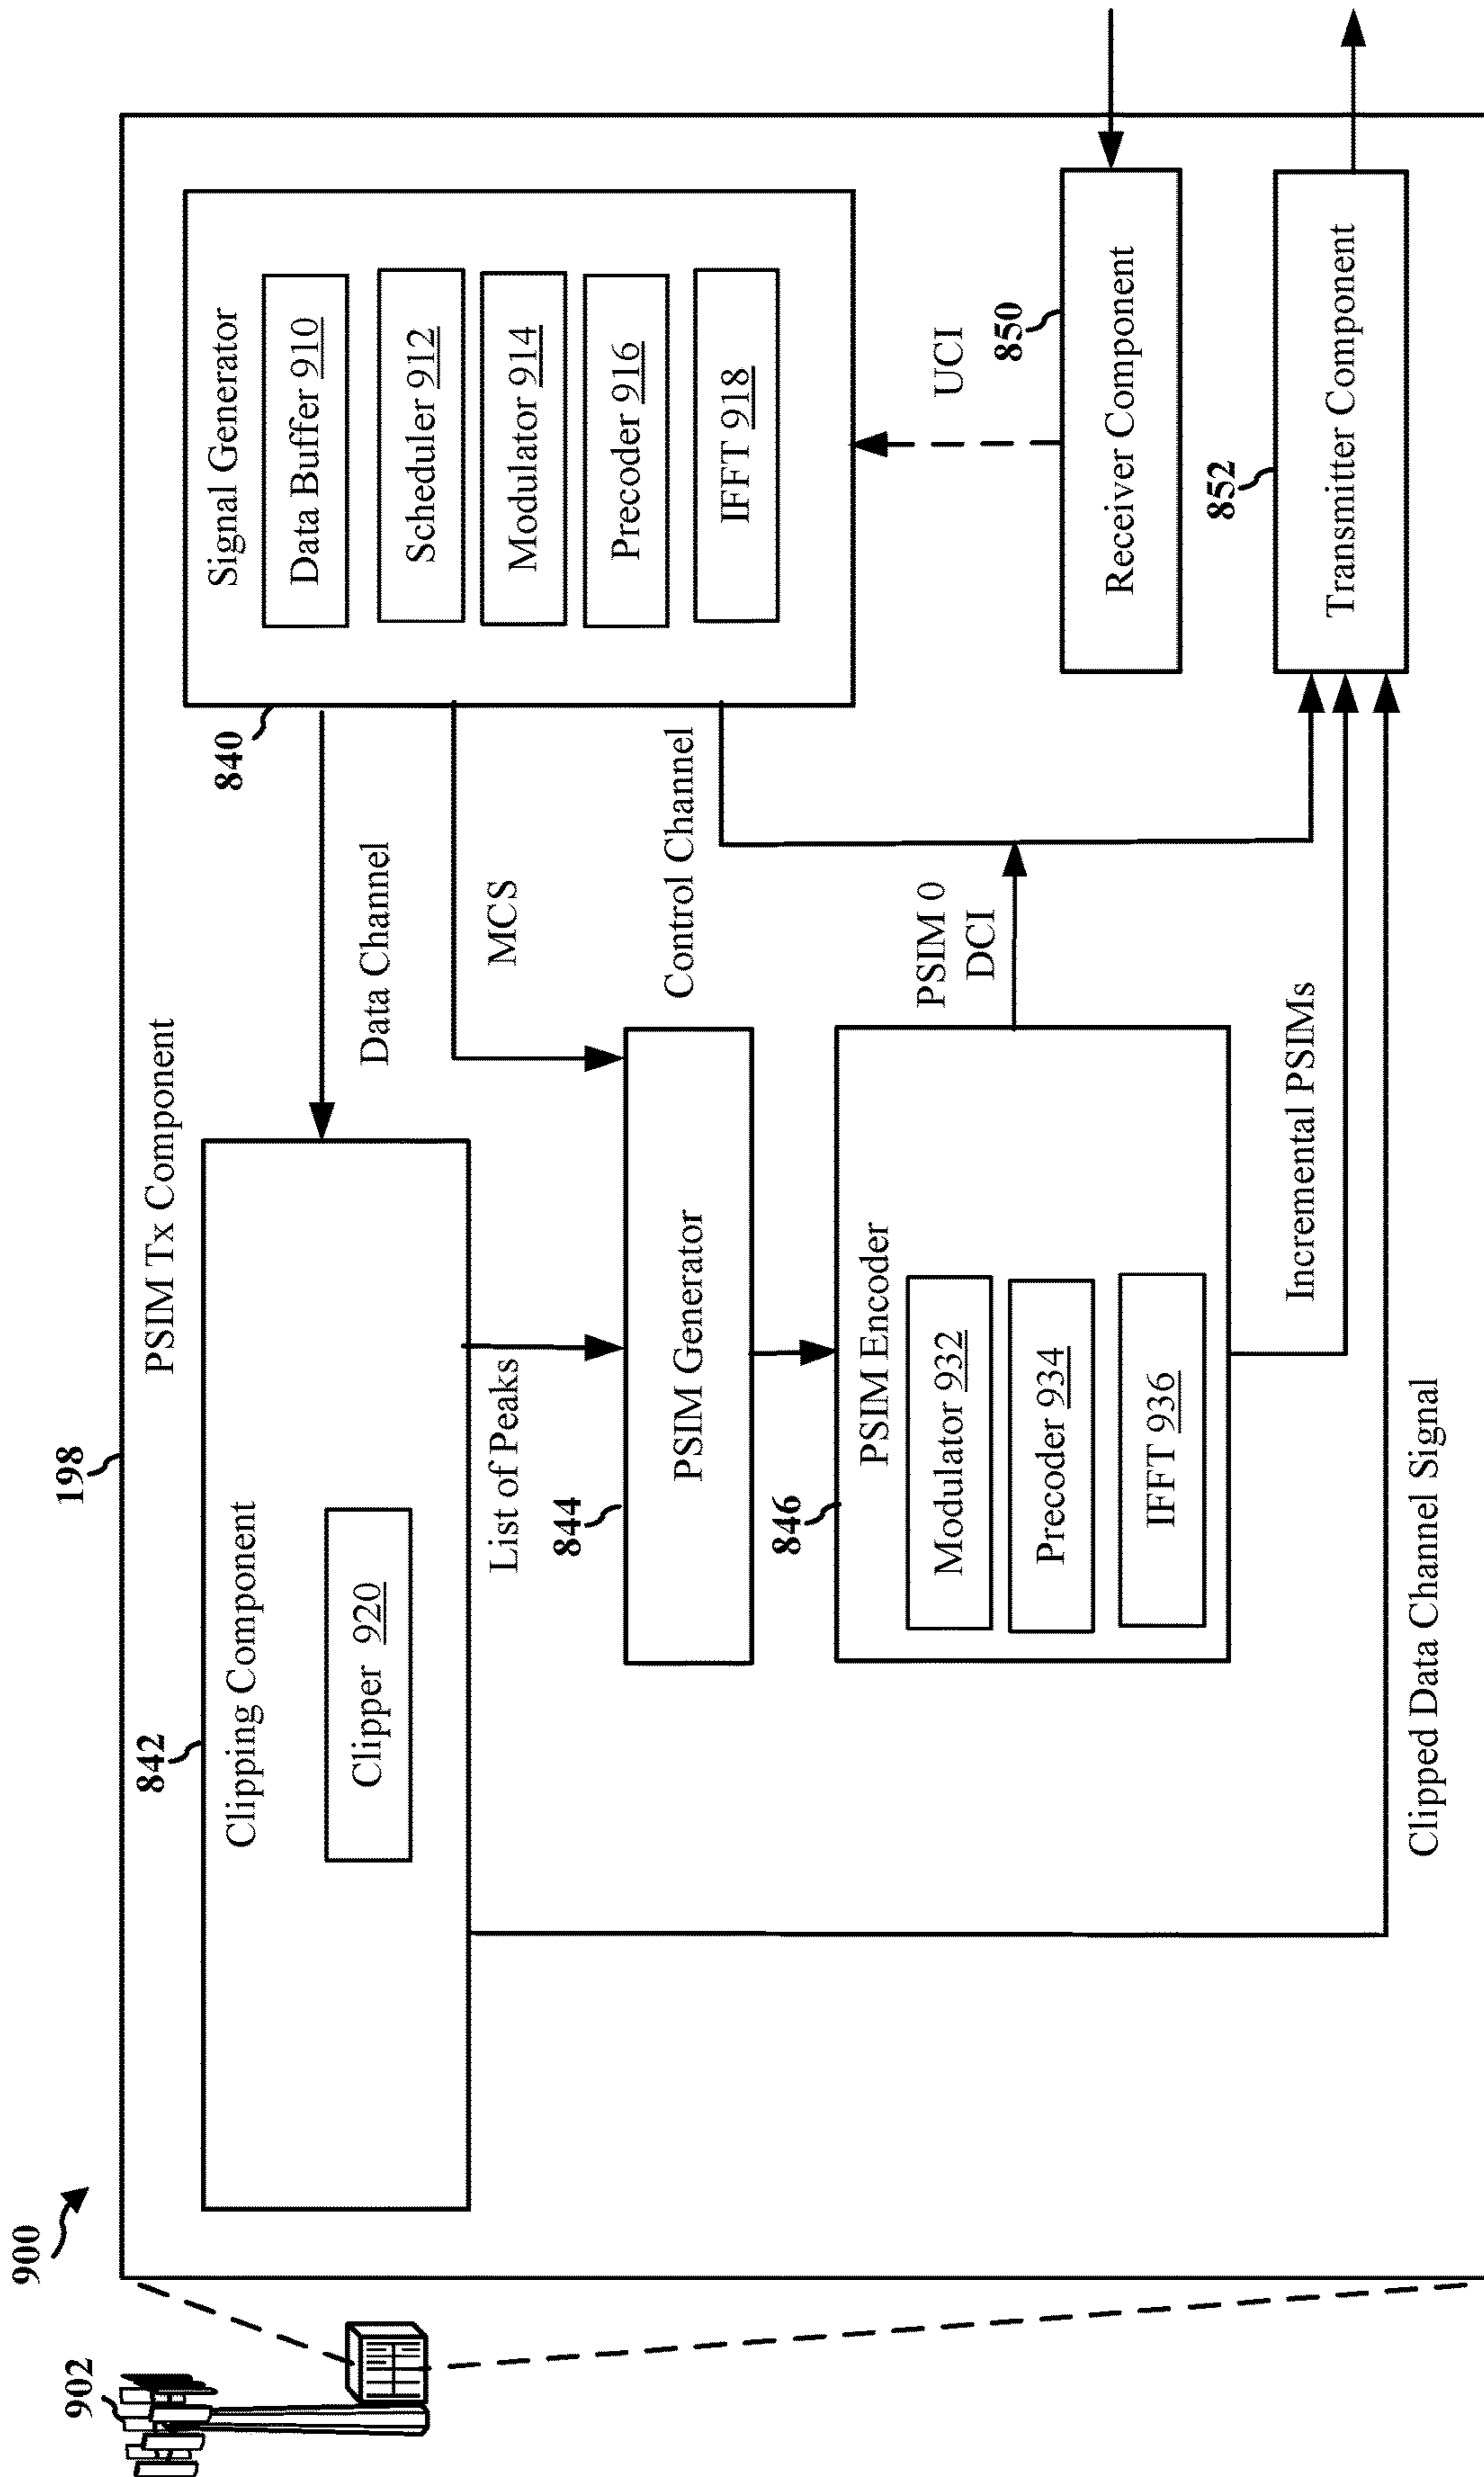 900
902
198
PSIM Tx Component
842
Clipping Component
Clipper 920
Data Channel
840
Signal Generator
Data Buffer 910
Scheduler 912
Modulator 914
Precoder 916
IFFT 918
MCS
Control Channel
List of Peaks
844
PSIM Generator
846
PSIM Encoder
Modulator 932
Precoder 934
IFFT 936
PSIM 0
DCI
UCI
850
Receiver Component
852
Transmitter Component
Incremental PSIMs
Clipped Data Channel Signal